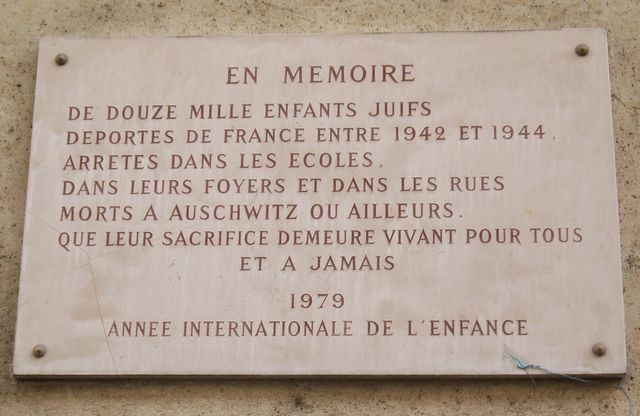 EN MEMOIRE
DE DOUZE MILLE ENFANTS JUIFS
DEPORTES DE FRANCE ENTRE 1942 ET 1944,
ARRETES DANS LES ECOLES,
DANS LEURS FOYERS ET DANS LES RUES
MORTS A AUSCHWITZ OU AILLEURS.
QUE LEUR SACRIFICE DEMEURE VIVANT POUR TOUS
ET A JAMAIS
1979
ANNEE INTERNATIONALE DE L'ENFANCE